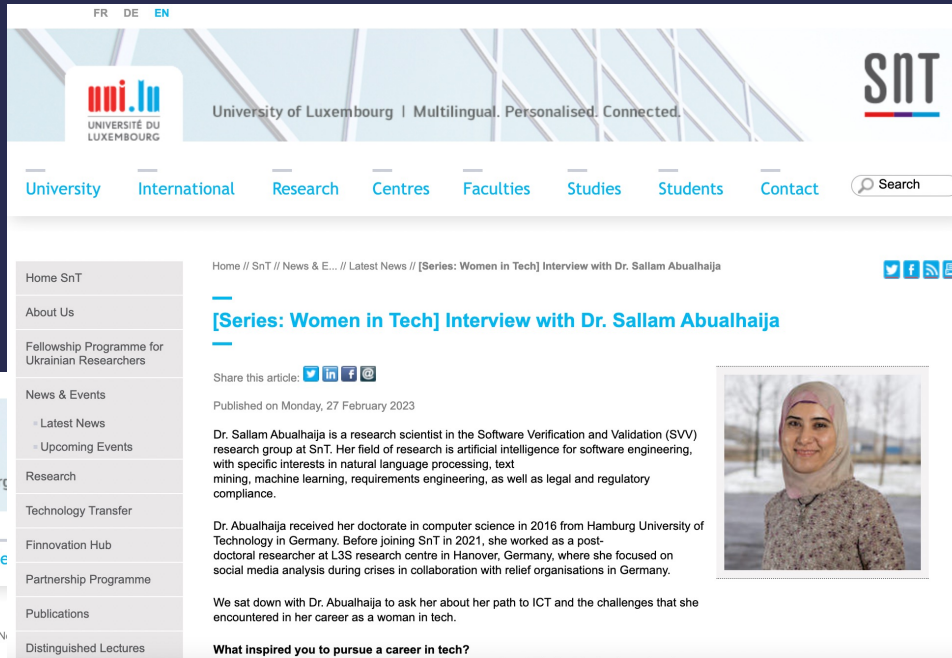 FR DE EN
uni.lu
UNIVERSITÉ DU
LUXEMBOURG
University of Luxembourg | Multilingual. Personalised. Connected.
SNT
University International Research Centres Faculties Studies Students Contact Search
Home SnT
About Us
Fellowship Programme for
Ukrainian Researchers
News & Events
Latest News
Upcoming Events
Research
Technology Transfer
Finnovation Hub
Partnership Programme
Publications
Distinguished Lectures
Home // SnT // News & E... // Latest News // [Series: Women in Tech] Interview with Dr. Sallam Abualhaija
[Series: Women in Tech] Interview with Dr. Sallam Abualhaija
Share this article:
Published on Monday, 27 February 2023
Dr. Sallam Abualhaija is a research scientist in the Software Verification and Validation (SVV)
research group at SnT. Her field of research is artificial intelligence for software engineering,
with specific interests in natural language processing, text
mining, machine learning, requirements engineering, as well as legal and regulatory
compliance.
Dr. Abualhaija received her doctorate in computer science in 2016 from Hamburg University of
Technology in Germany. Before joining SnT in 2021, she worked as a post-
doctoral researcher at L3S research centre in Hanover, Germany, where she focused on
social media analysis during crises in collaboration with relief organisations in Germany.
We sat down with Dr. Abualhaija to ask her about her path to ICT and the challenges that she
encountered in her career as a woman in tech.
What inspired you to pursue a career in tech?